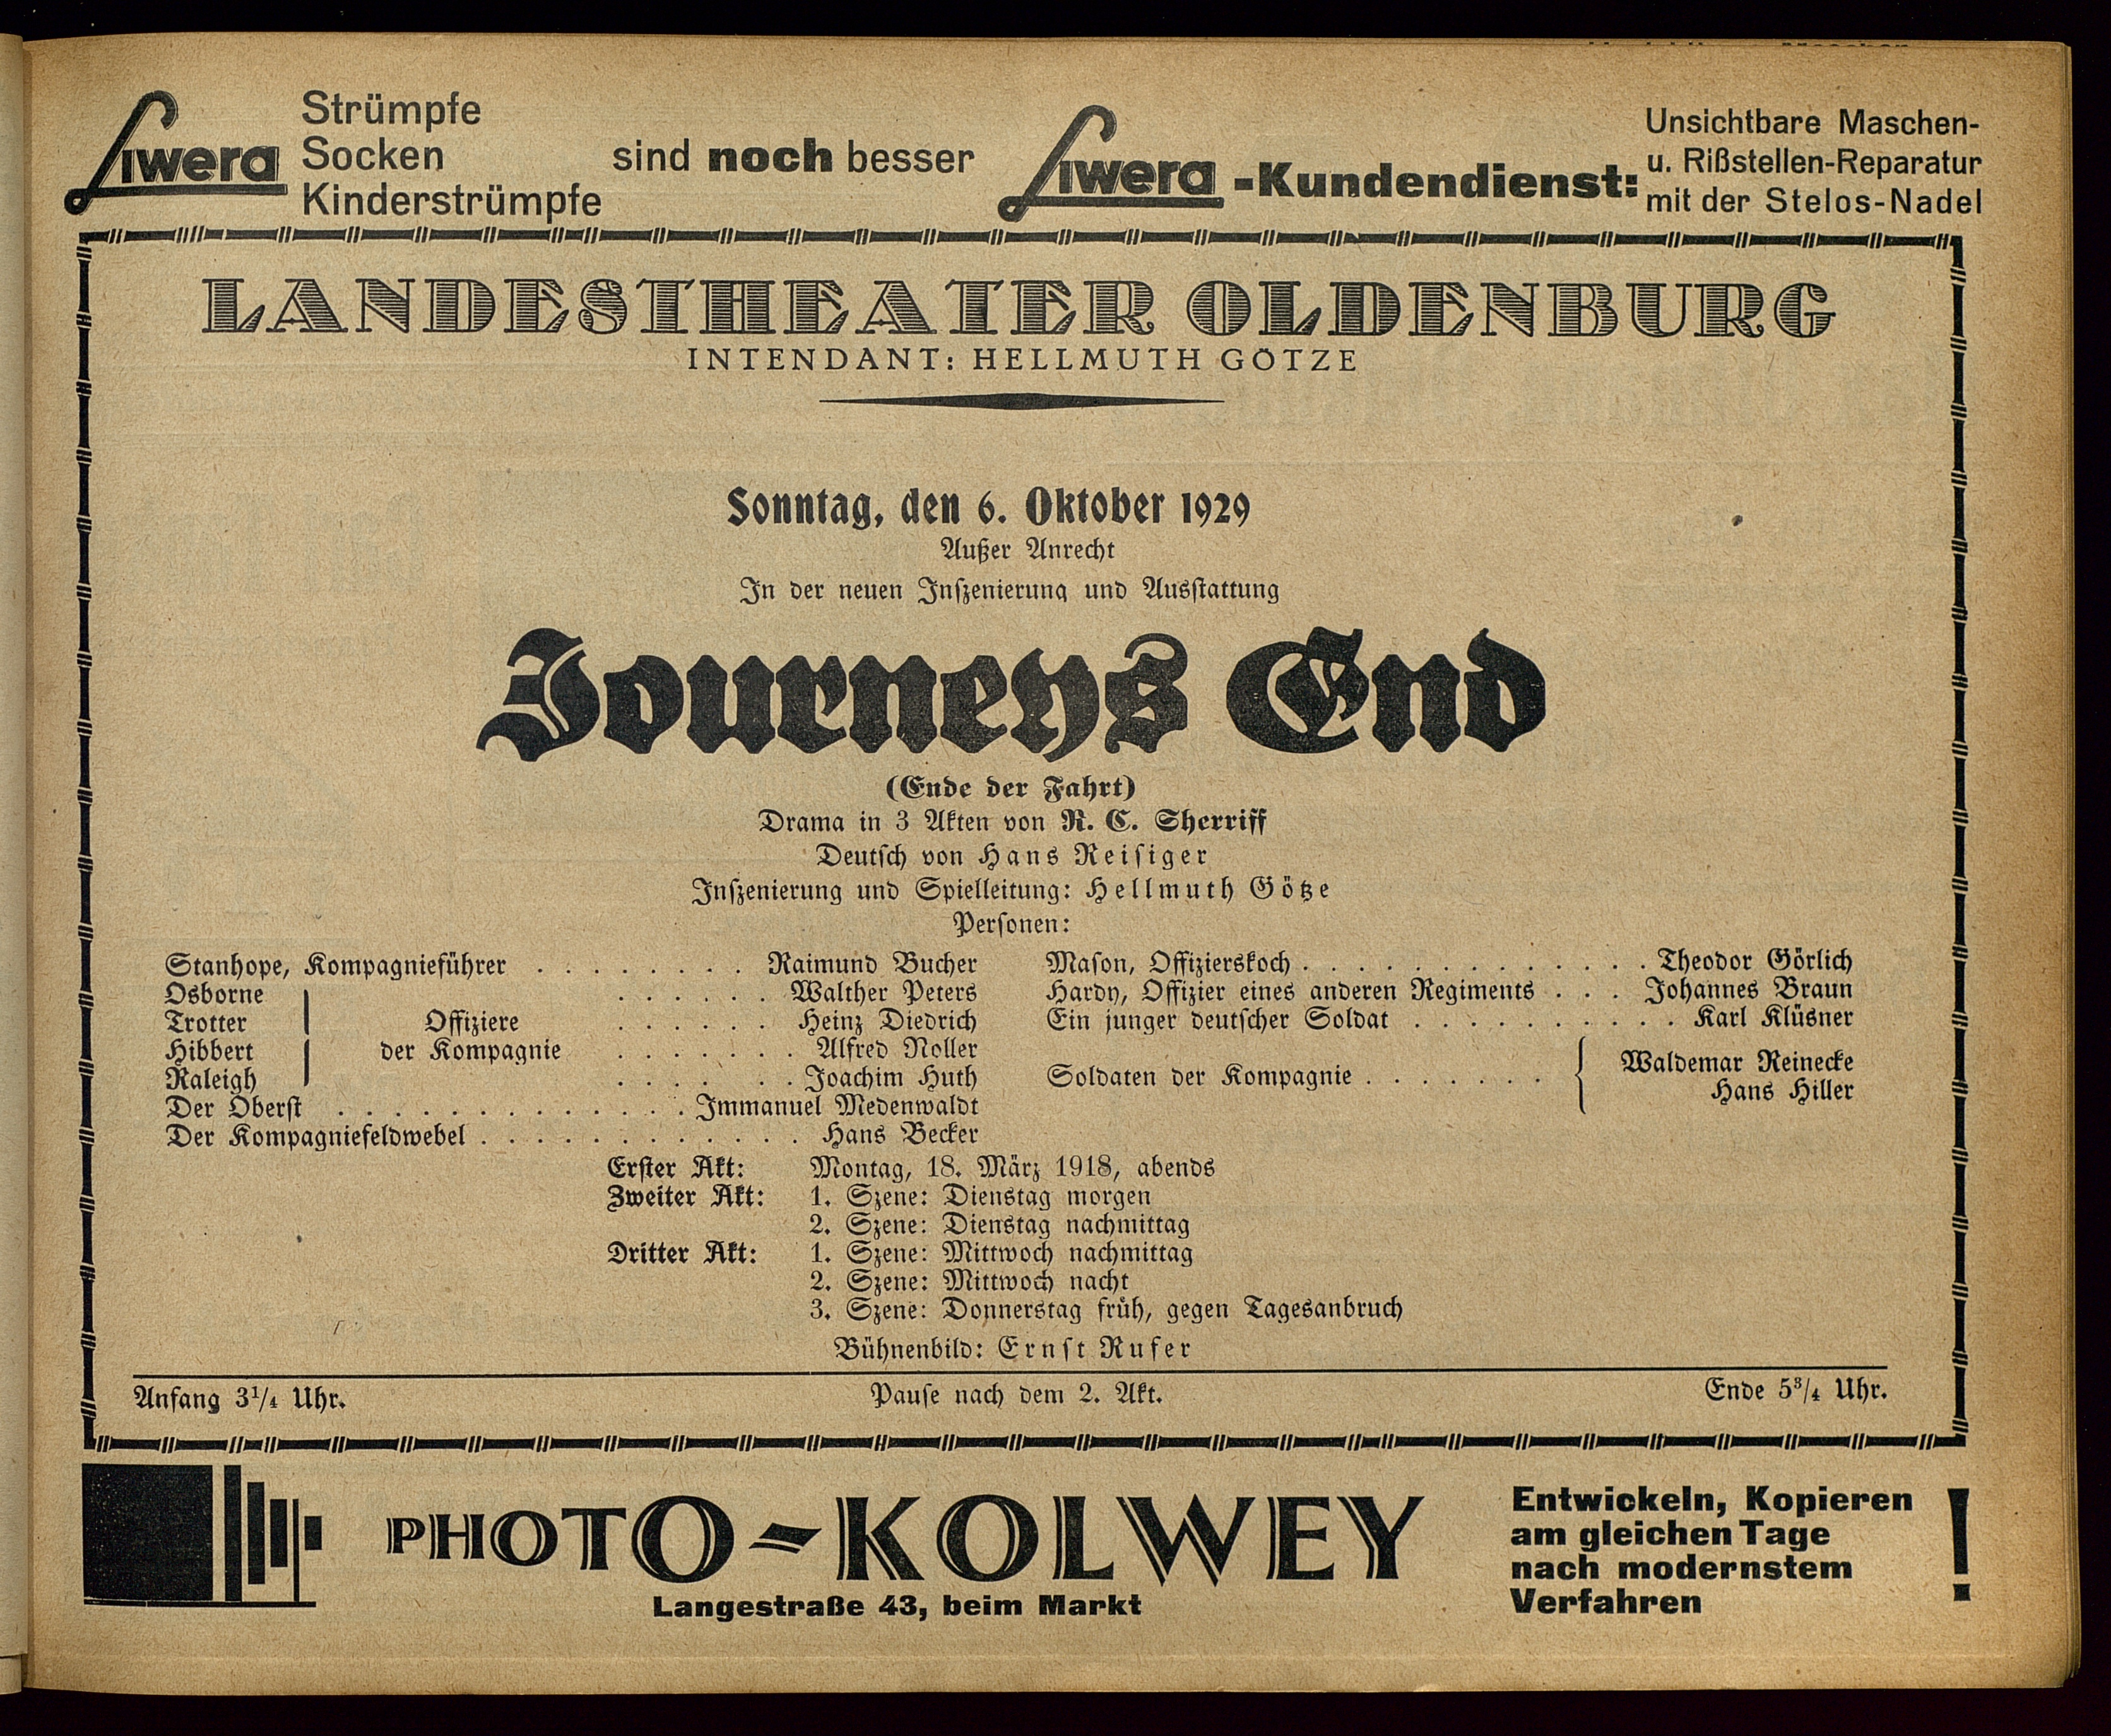 Liwera Strümpfe
Socken
Kinderstrümpfe
sind noch besser
Liwera-Kundendienst:
Unsichtbare Maschen-
u. Rißstellen-Reparatur
mit der Stelos-Nadel
LANDESTHEATER OLDENBURG
INTENDANT: HELLMUTH GÖTZE
Sonntag, den 6. Oktober 1929
Außer Anrecht
In der neuen Inszenierung und Ausstattung
Journeys End
(Ende der Fahrt)
Drama in 3 Akten von R. C. Sherriff
Deutsch von Hans Reisiger
Inszenierung und Spielleitung: Hellmuth Götze
Personen:
Stanhope, Kompagnieführer . . . . . . . . Raimund Bucher
Osborne . . . . . . Walther Peters
Trotter Offiziere . . . . . . Heinz Diedrich
Hibbert der Kompagnie . . . . . . . Alfred Noller
Raleigh . . . . . . Joachim Huth
Der Oberst . . . . . . . . . . . . . Immanuel Medenwaldt
Der Kompagniefeldwebel . . . . . . . . . . . . Hans Becker
Mason, Offizierskoch . . . . . . . . . . . . . Theodor Görlich
Hardy, Offizier eines anderen Regiments . . . Johannes Braun
Ein junger deutscher Soldat . . . . . . . . . . Karl Klüsner
Soldaten der Kompagnie . . . . . . . { Waldemar Reinecke
Hans Hiller
Erster Akt: Montag, 18. März 1918, abends
Zweiter Akt: 1. Szene: Dienstag morgen
2. Szene: Dienstag nachmittag
Dritter Akt: 1. Szene: Mittwoch nachmittag
2. Szene: Mittwoch nacht
3. Szene: Donnerstag früh, gegen Tagesanbruch
Bühnenbild: Ernst Rufer
Anfang 3¼ Uhr. Pause nach dem 2. Akt. Ende 5¾ Uhr.
PHOTO-KOLWEY
Langestraße 43, beim Markt
Entwickeln, Kopieren
am gleichen Tage
nach modernstem
Verfahren !